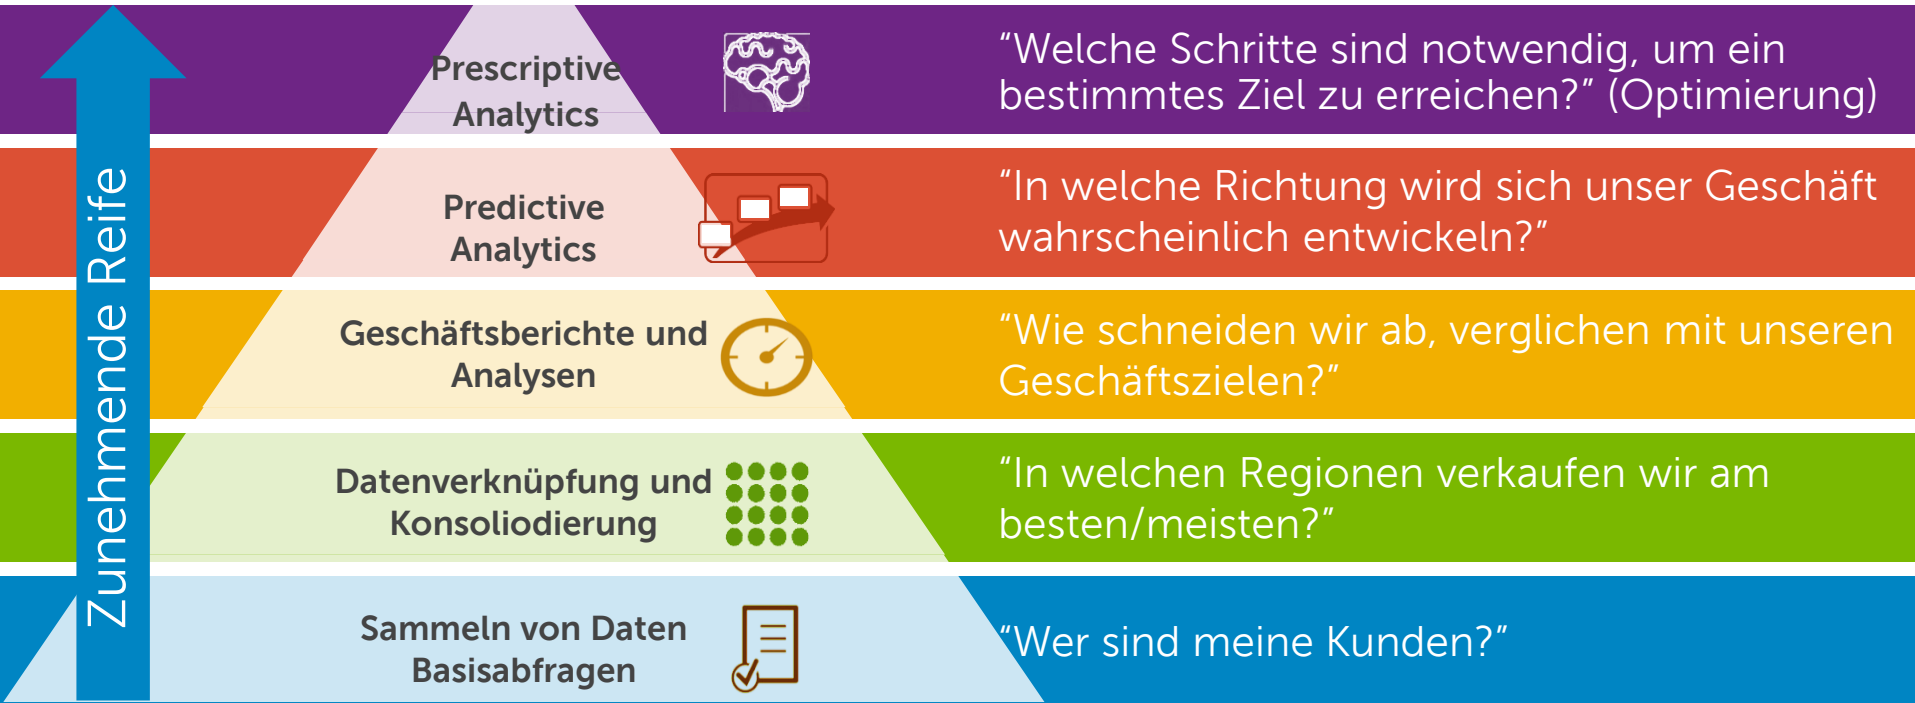 Zunehmende Reife
Prescriptive
Analytics
“Welche Schritte sind notwendig, um ein
bestimmtes Ziel zu erreichen?” (Optimierung)
Predictive
Analytics
“In welche Richtung wird sich unser Geschäft
wahrscheinlich entwickeln?”
Geschäftsberichte und
Analysen
“Wie schneiden wir ab, verglichen mit unseren
Geschäftszielen?”
Datenverknüpfung und
Konsoliodierung
“In welchen Regionen verkaufen wir am
besten/meisten?”
Sammeln von Daten
Basisabfragen
“Wer sind meine Kunden?”